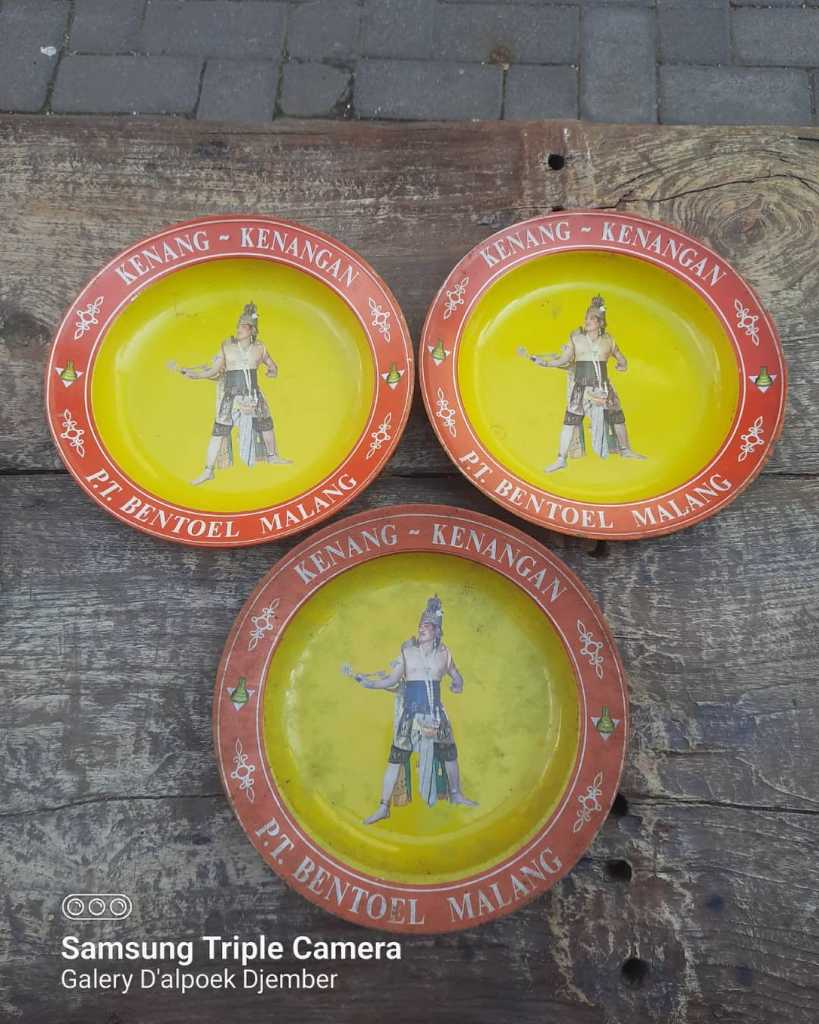 KENANG ~ KENANGAN
P.T. BENTOEL MALANG
KENANG ~ KENANGAN
P.T. BENTOEL MALANG
KENANG ~ KENANGAN
P.T. BENTOEL MALANG
Samsung Triple Camera
Galery D'alpoek Djember